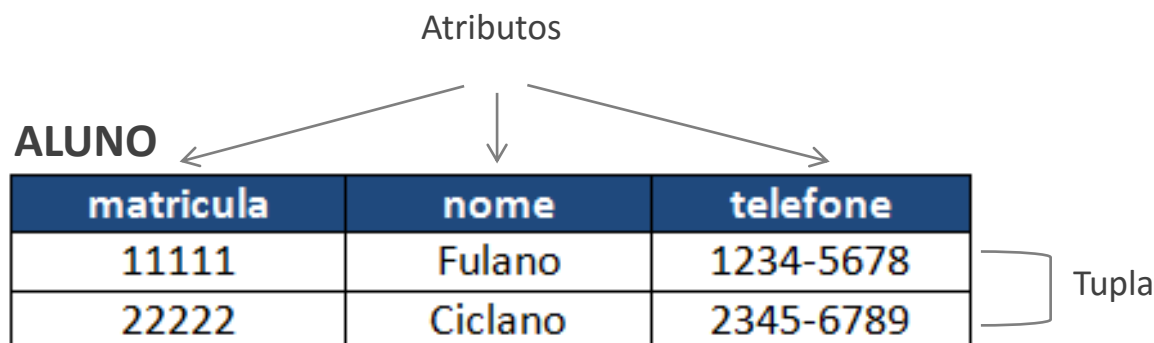 Atributos
ALUNO
matricula nome telefone
11111 Fulano 1234-5678
Tupla
22222 Ciclano 2345-6789